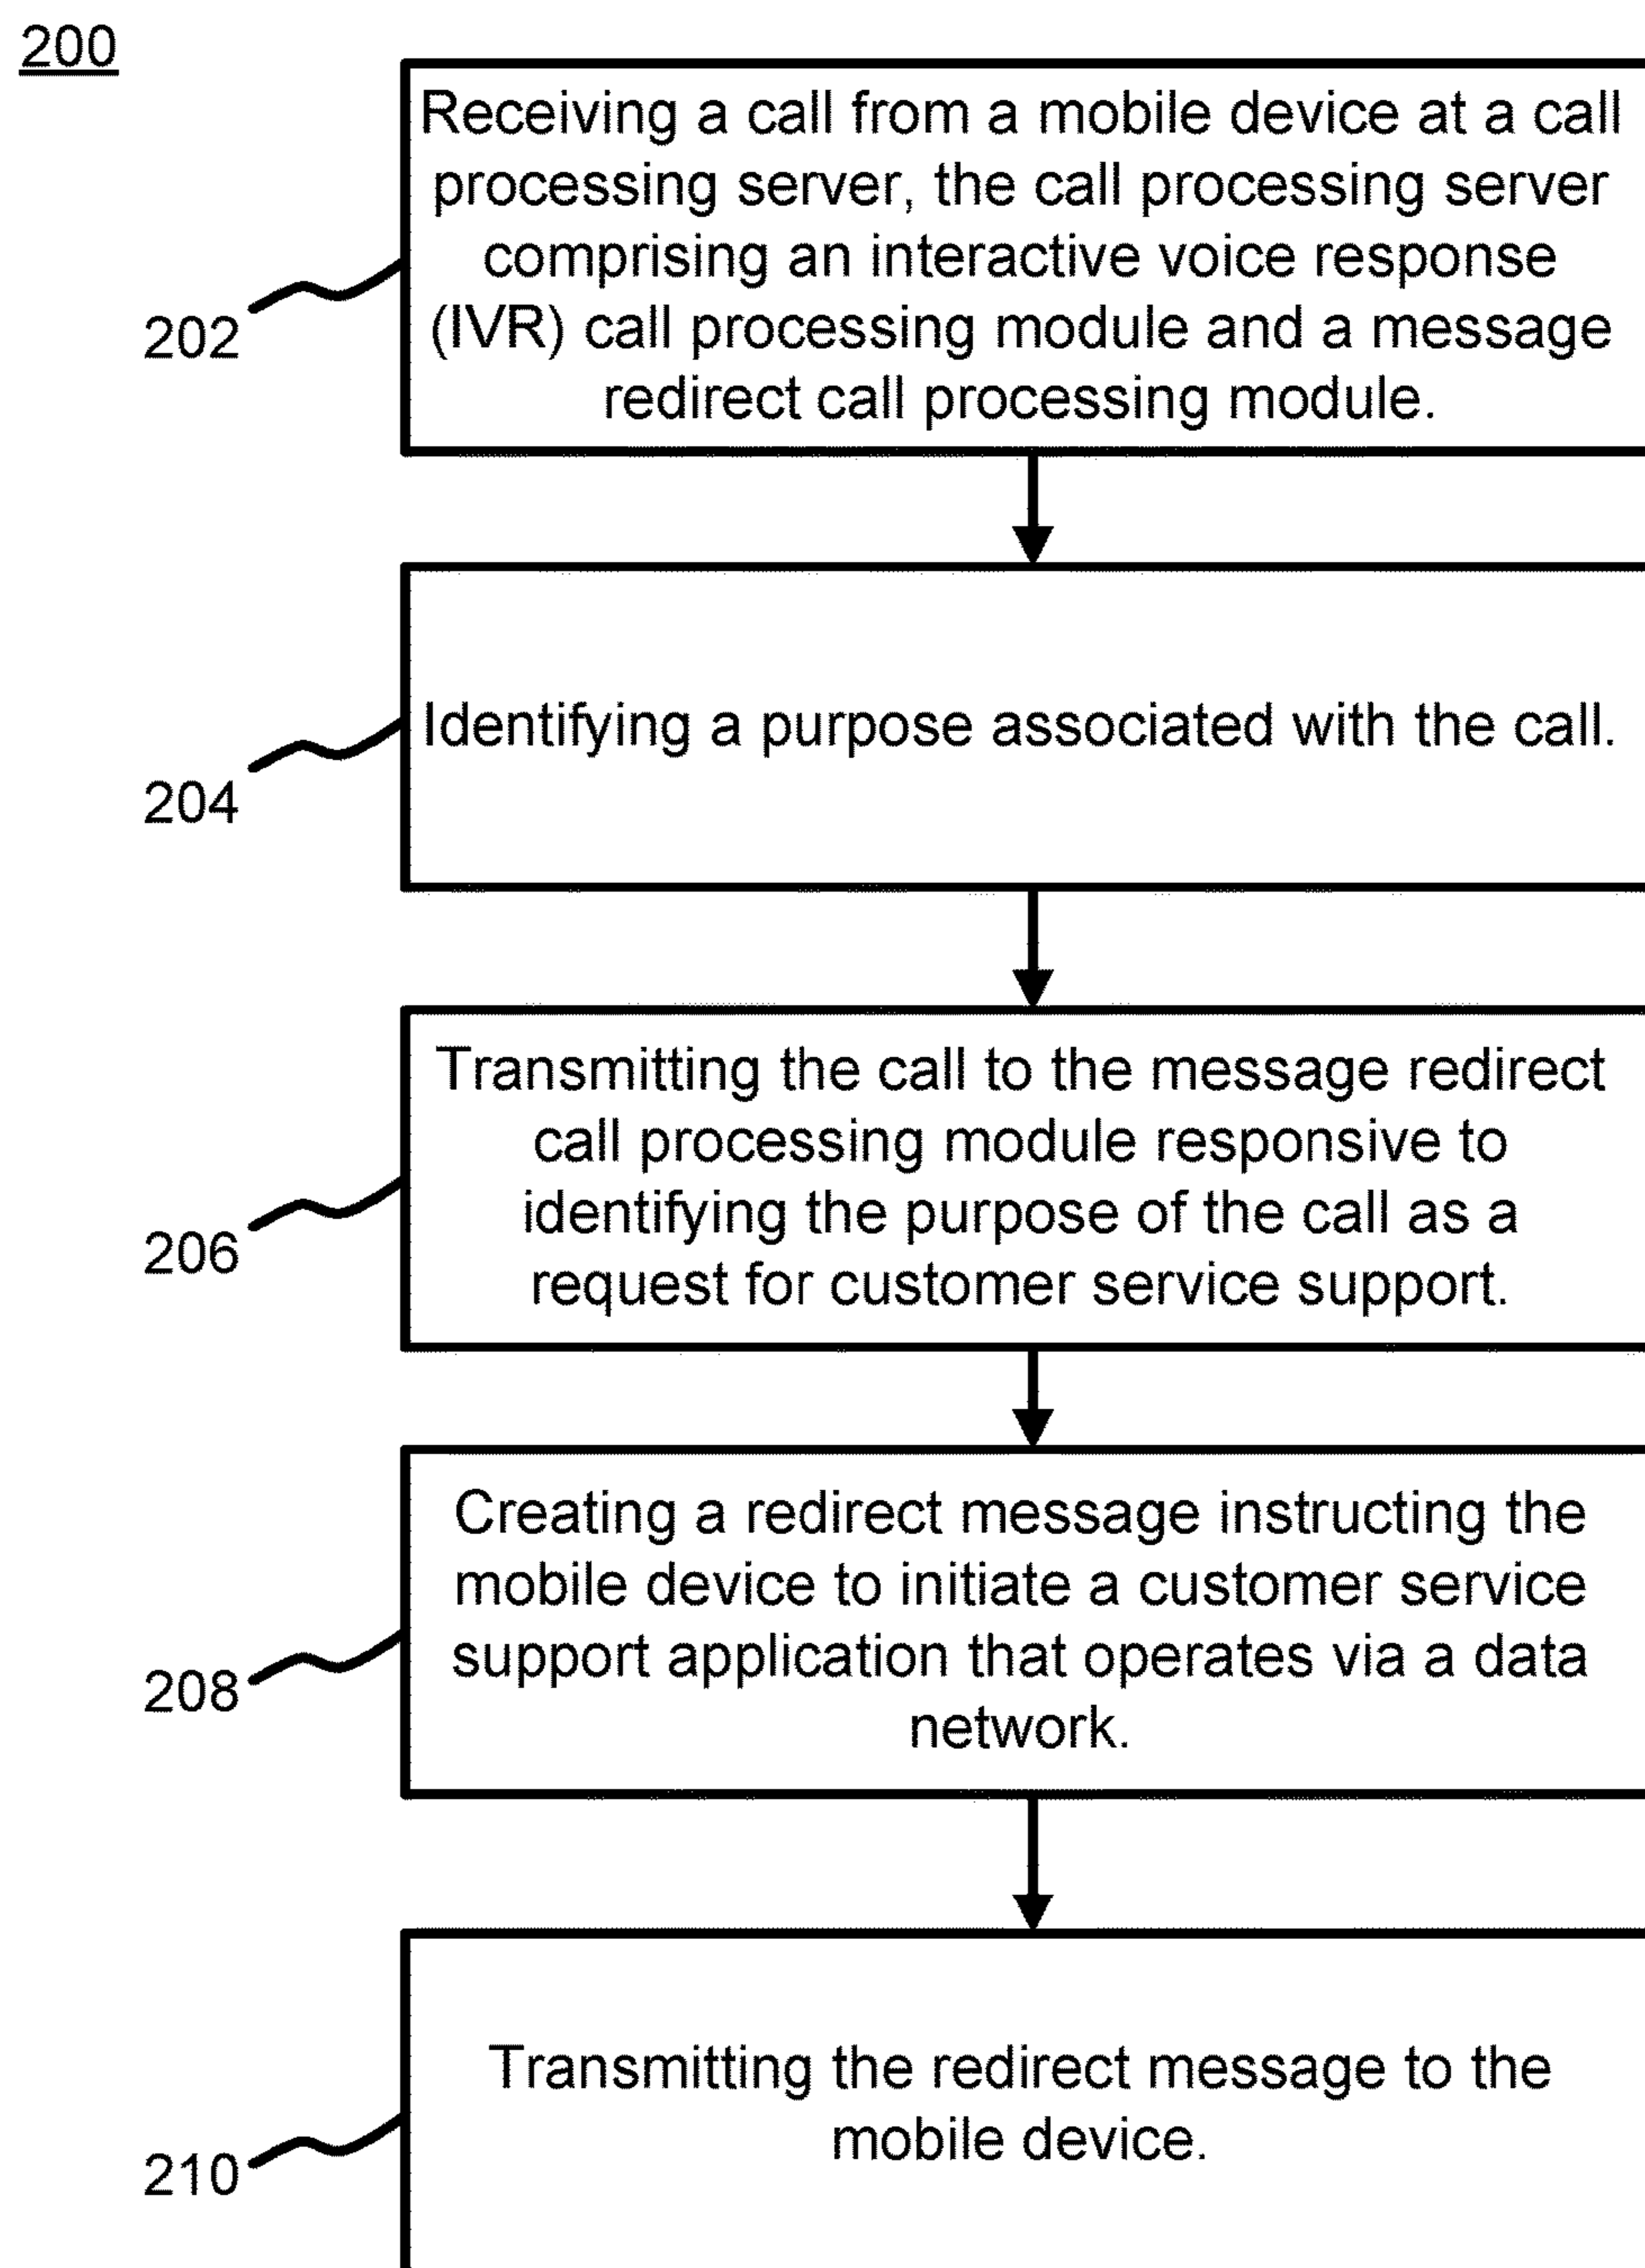 200
Receiving a call from a mobile device at a call
processing server, the call processing server
comprising an interactive voice response
(IVR) call processing module and a message
redirect call processing module.
202
Identifying a purpose associated with the call.
204
Transmitting the call to the message redirect
call processing module responsive to
identifying the purpose of the call as a
request for customer service support.
206
Creating a redirect message instructing the
mobile device to initiate a customer service
support application that operates via a data
network.
208
Transmitting the redirect message to the
mobile device.
210